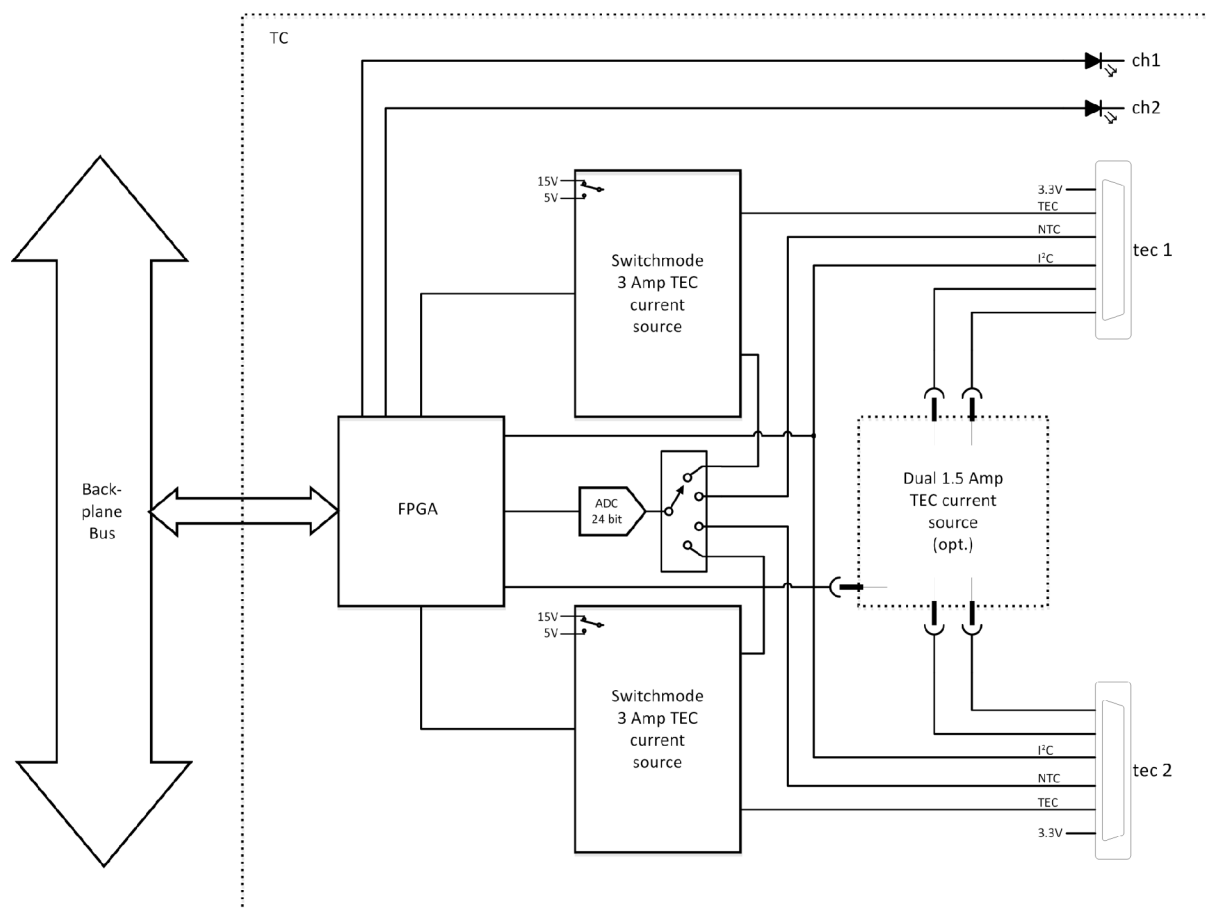 TC
ch1
ch2
15V
5V
Switchmode
3 Amp TEC
current
source
3.3V
TEC
NTC
I²C
tec 1
Back-
plane
Bus
FPGA
ADC
24 bit
Dual 1.5 Amp
TEC current
source
(opt.)
15V
5V
Switchmode
3 Amp TEC
current
source
I²C
NTC
TEC
3.3V
tec 2